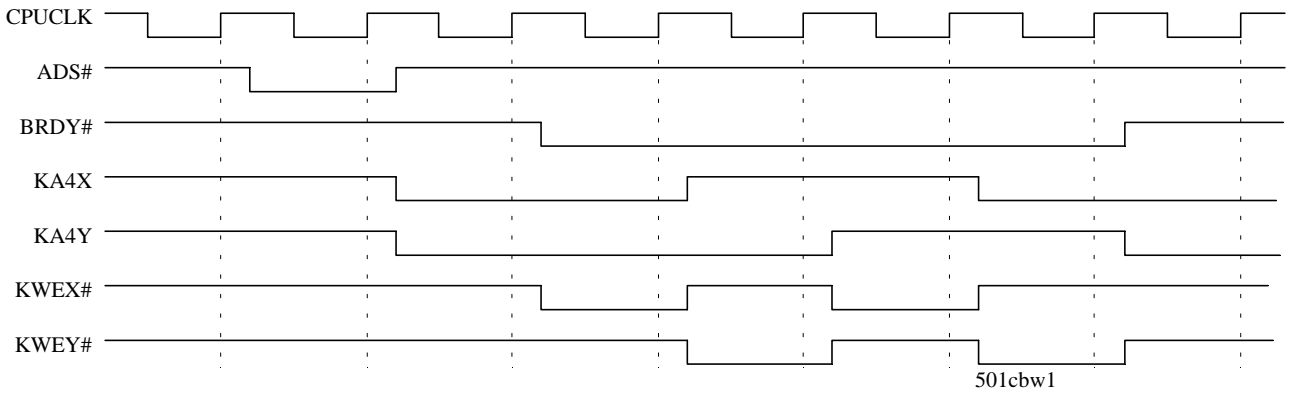 CPUCLK
ADS#
BRDY#
KA4X
KA4Y
KWEX#
KWEY#
501cbw1